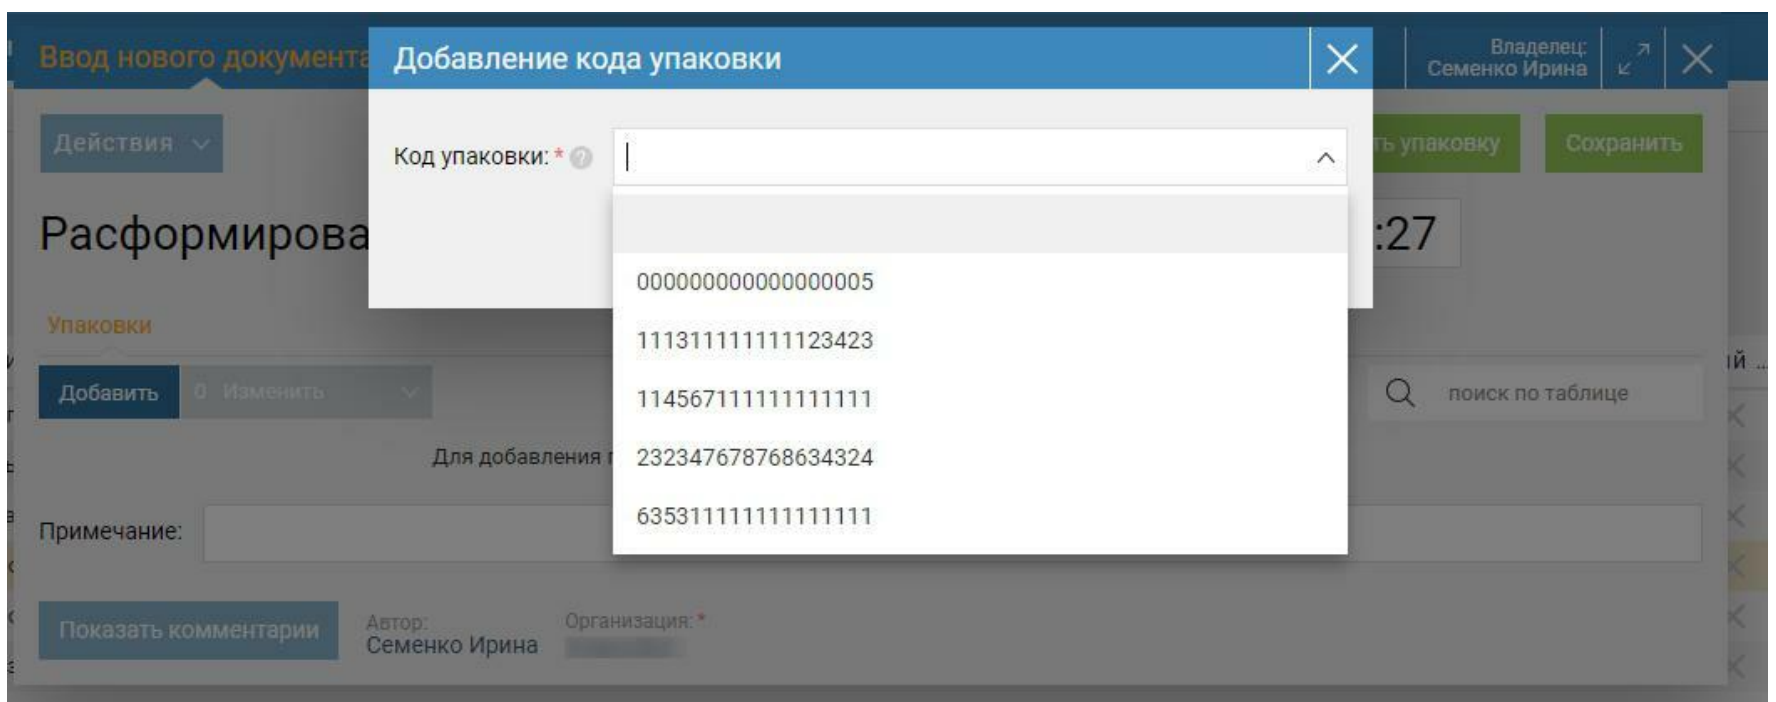 Ввод нового документа
Добавление кода упаковки
Владелец:
Семенко Ирина
Действия
Код упаковки: *
ть упаковку
Сохранить
Расформирова
:27
000000000000000005
111311111111123423
114567111111111111
232347678768634324
635311111111111111
Упаковки
Добавить
0 Изменить
поиск по таблице
ий ...
Для добавления п
Примечание:
Показать комментарии
Автор:
Семенко Ирина
Организация: *